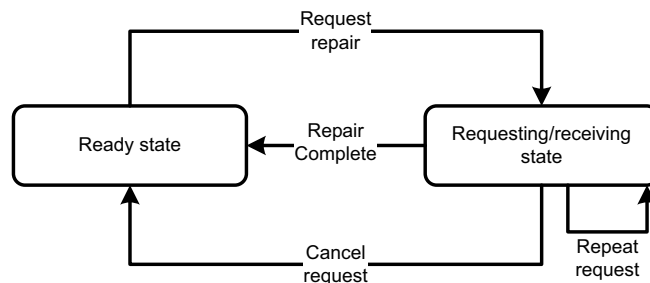 Request
repair
Ready state
Repair
Complete
Requesting/receiving
state
Cancel
request
Repeat
request